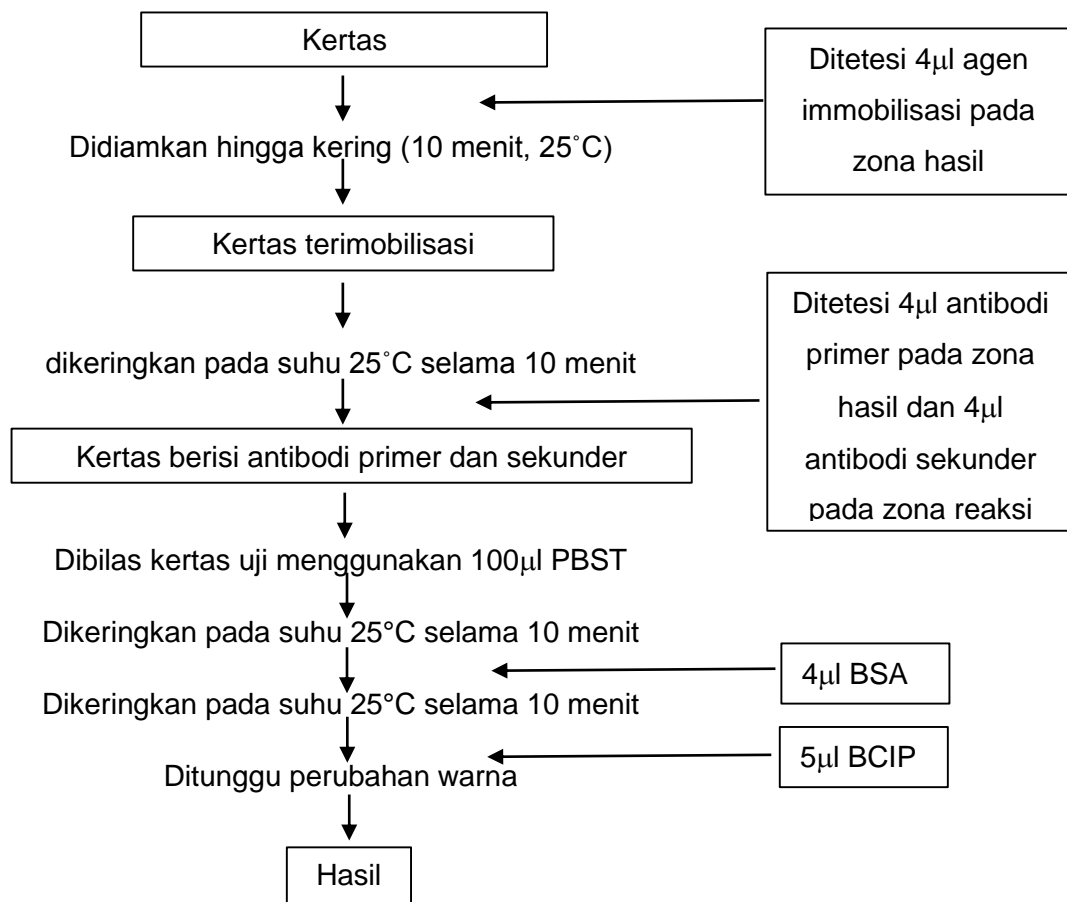 Kertas
Ditetesi 4µl agen
immobilisasi pada
zona hasil
Didiamkan hingga kering (10 menit, 25˚C)
Kertas terimobilisasi
Ditetesi 4µl antibodi
primer pada zona
hasil dan 4µl
antibodi sekunder
pada zona reaksi
dikeringkan pada suhu 25˚C selama 10 menit
Kertas berisi antibodi primer dan sekunder
Dibilas kertas uji menggunakan 100µl PBST
Dikeringkan pada suhu 25°C selama 10 menit
4µl BSA
Dikeringkan pada suhu 25°C selama 10 menit
5µl BCIP
Ditunggu perubahan warna
Hasil